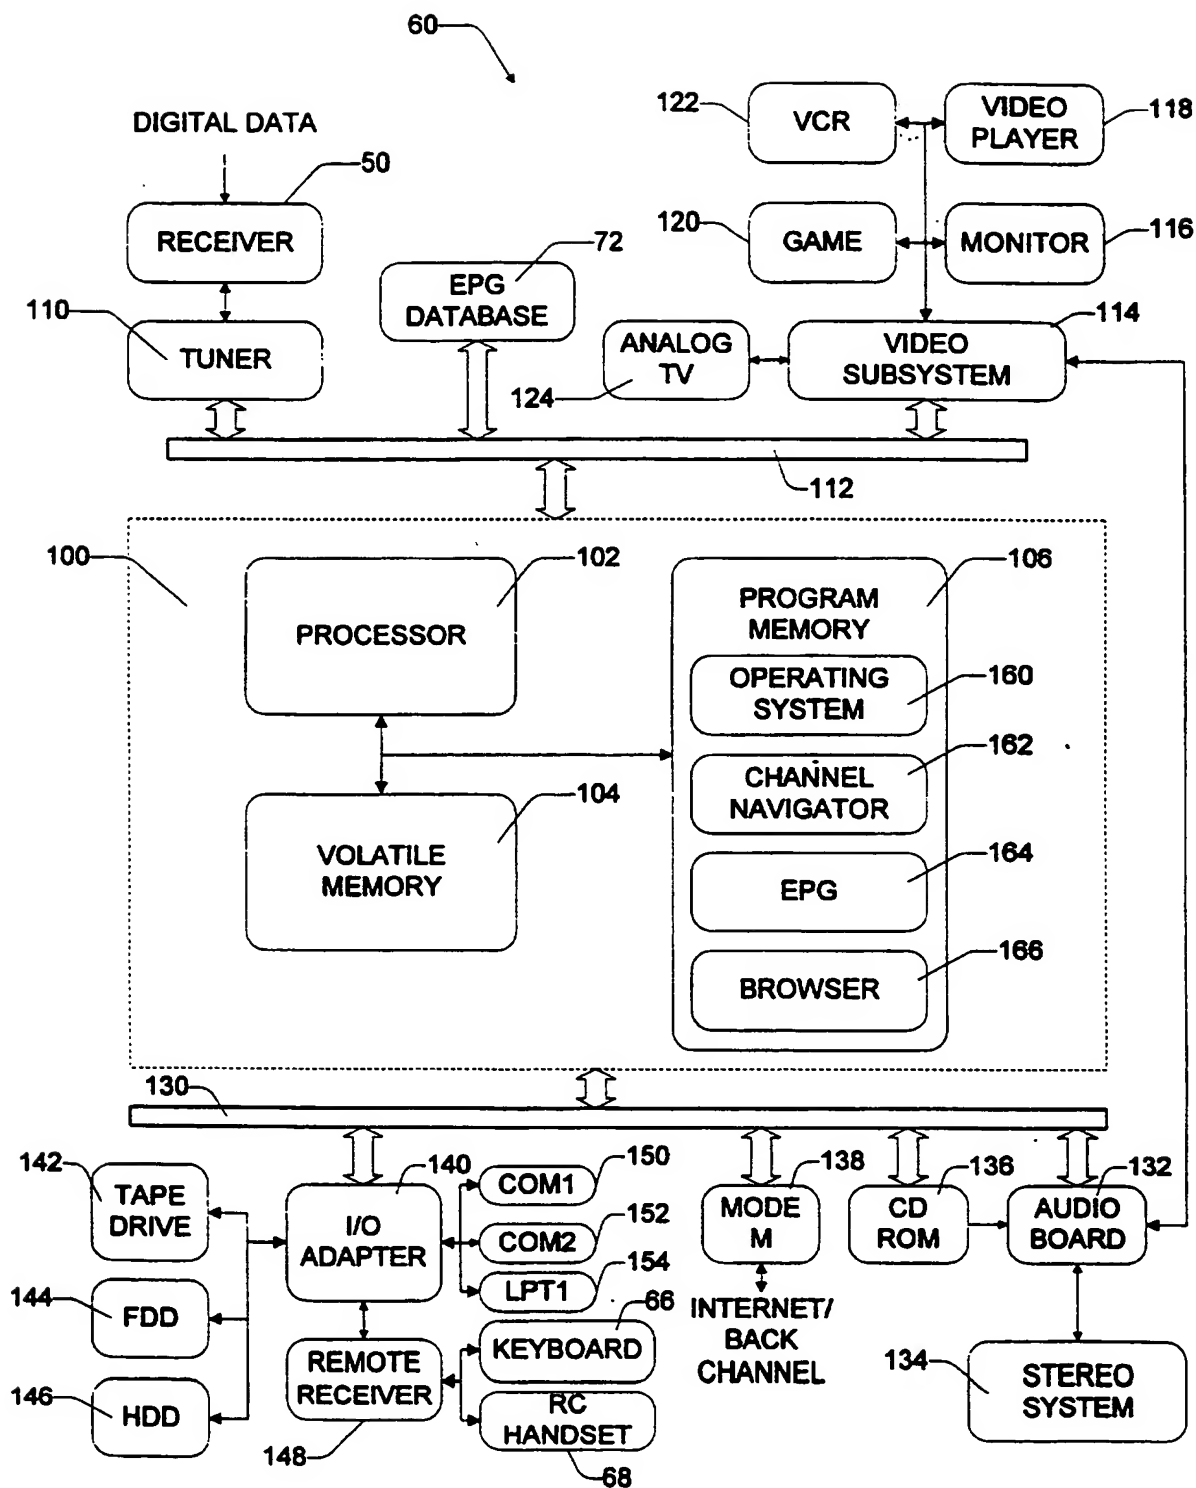 60
122
VCR
VIDEO
PLAYER
118
DIGITAL DATA
50
RECEIVER
120
GAME
MONITOR
116
72
EPG
DATABASE
110
TUNER
ANALOG
TV
124
VIDEO
SUBSYSTEM
114
112
100
102
PROCESSOR
106
PROGRAM
MEMORY
OPERATING
SYSTEM
160
CHANNEL
NAVIGATOR
162
104
VOLATILE
MEMORY
EPG
164
BROWSER
166
130
142
TAPE
DRIVE
140
I/O
ADAPTER
COM1
150
COM2
152
LPT1
154
138
MODE
M
136
CD
ROM
132
AUDIO
BOARD
144
FDD
66
KEYBOARD
INTERNET/
BACK
CHANNEL
REMOTE
RECEIVER
148
RC
HANDSET
68
146
HDD
134
STEREO
SYSTEM